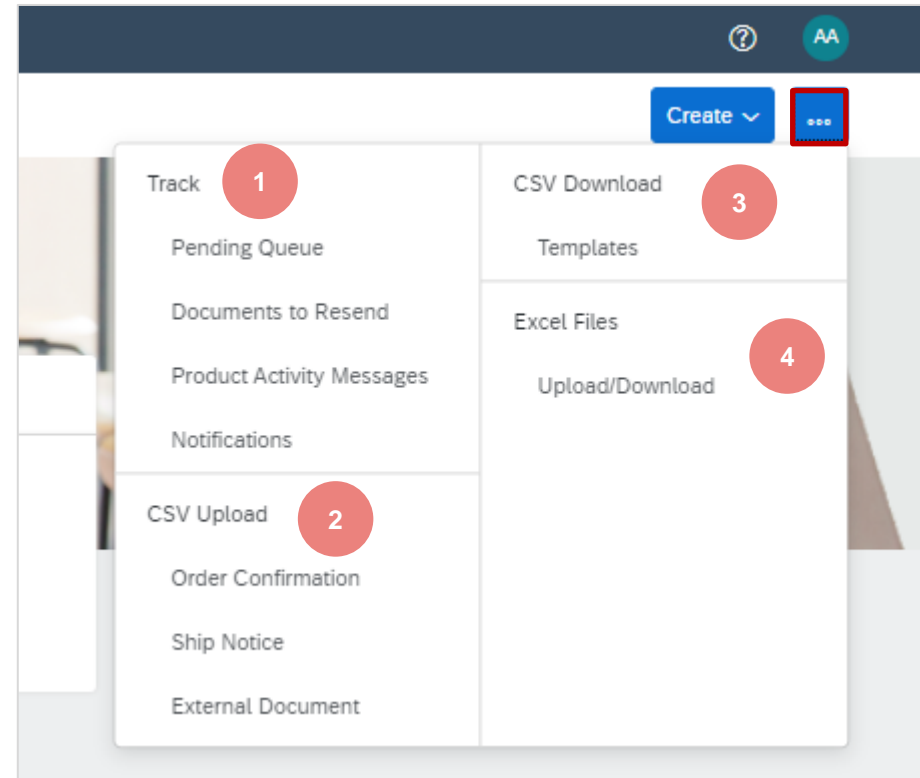 ?
AA
Create
Track
1
Pending Queue
Documents to Resend
Product Activity Messages
Notifications
CSV Upload
2
Order Confirmation
Ship Notice
External Document
CSV Download
3
Templates
Excel Files
4
Upload/Download